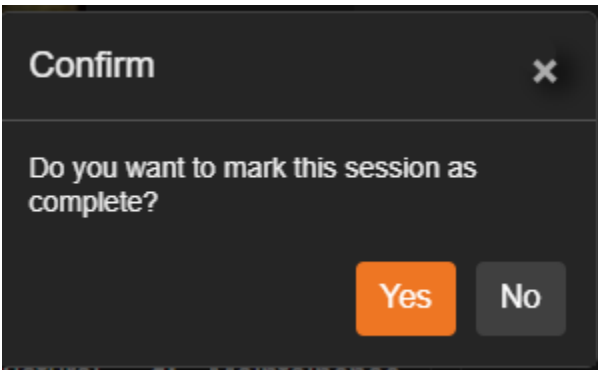 Confirm
×
Do you want to mark this session as
complete?
Yes No